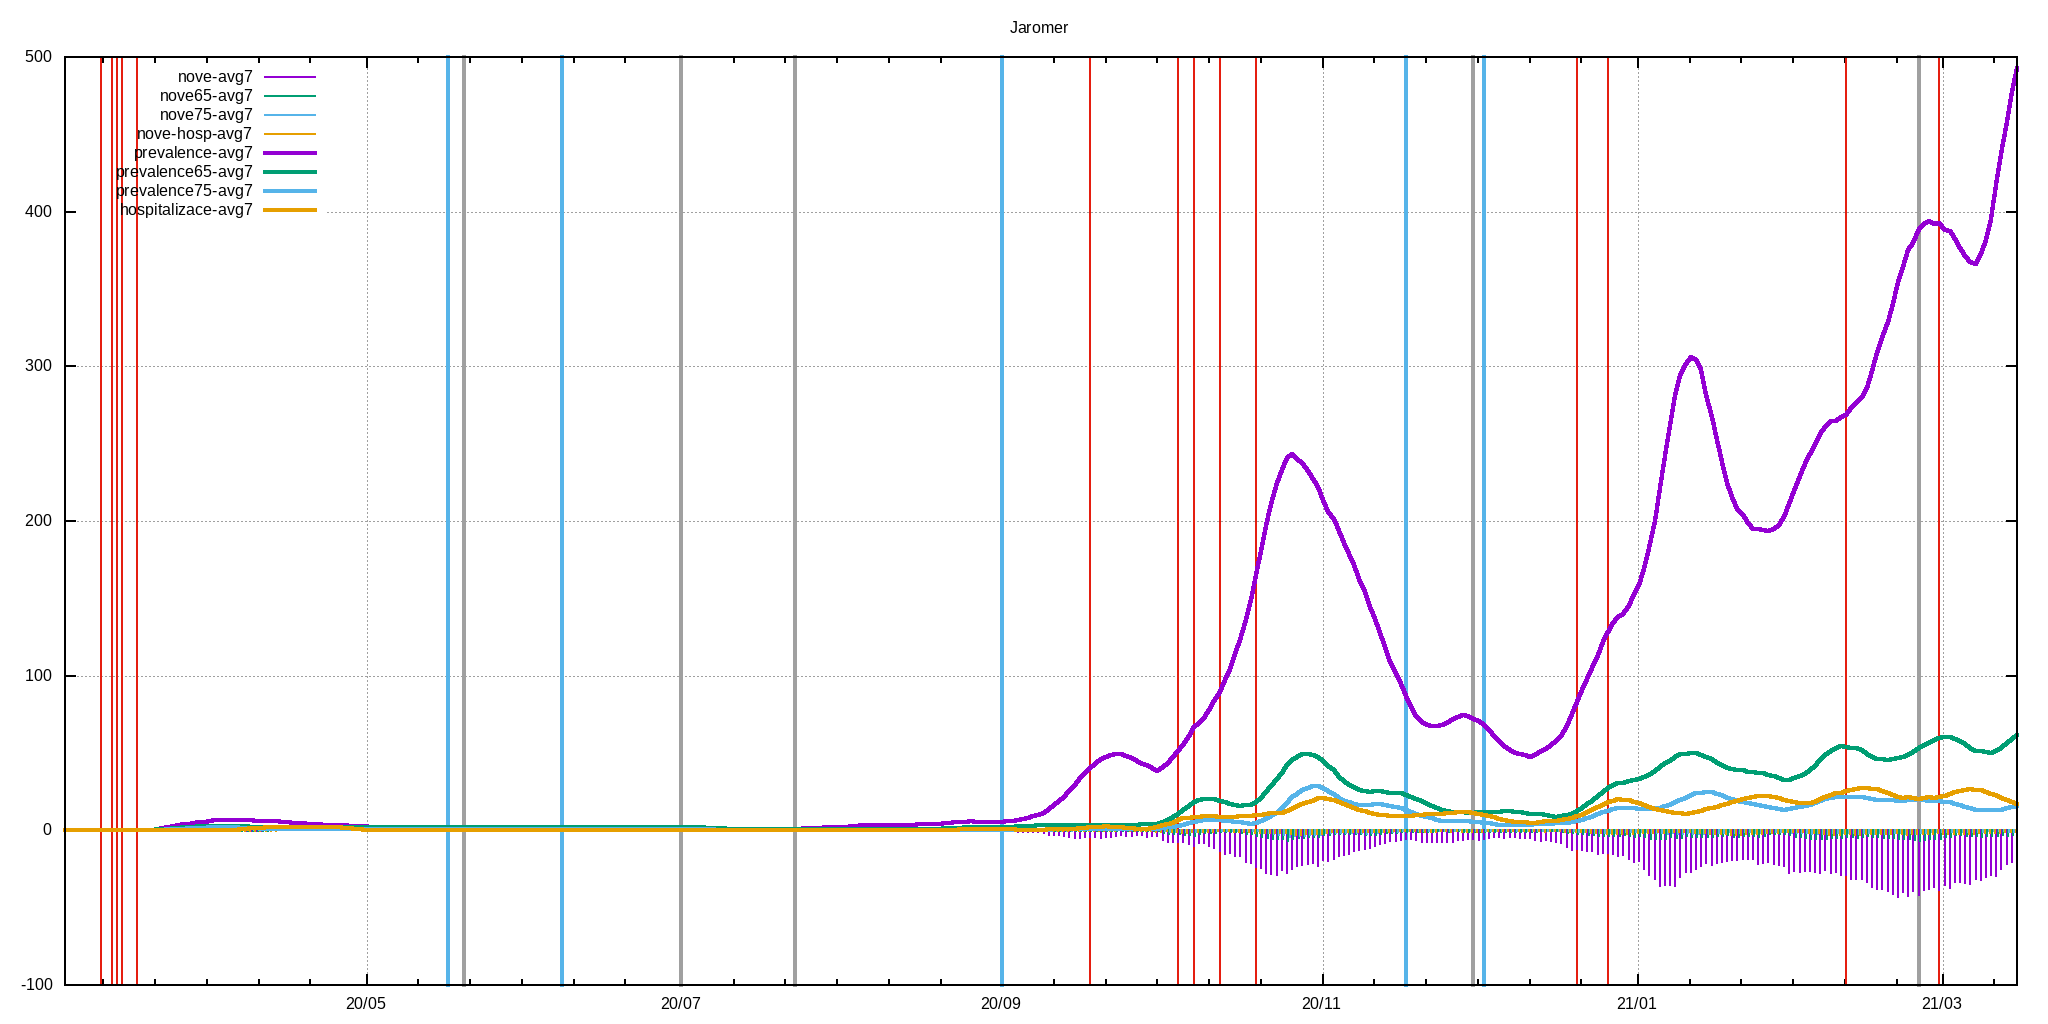 Jaromer
500
400
300
200
100
0
-100
nove-avg7
nove65-avg7
nove75-avg7
nove-hosp-avg7
prevalence-avg7
prevalence65-avg7
prevalence75-avg7
hospitalizace-avg7
20/05
20/07
20/09
20/11
21/01
21/03